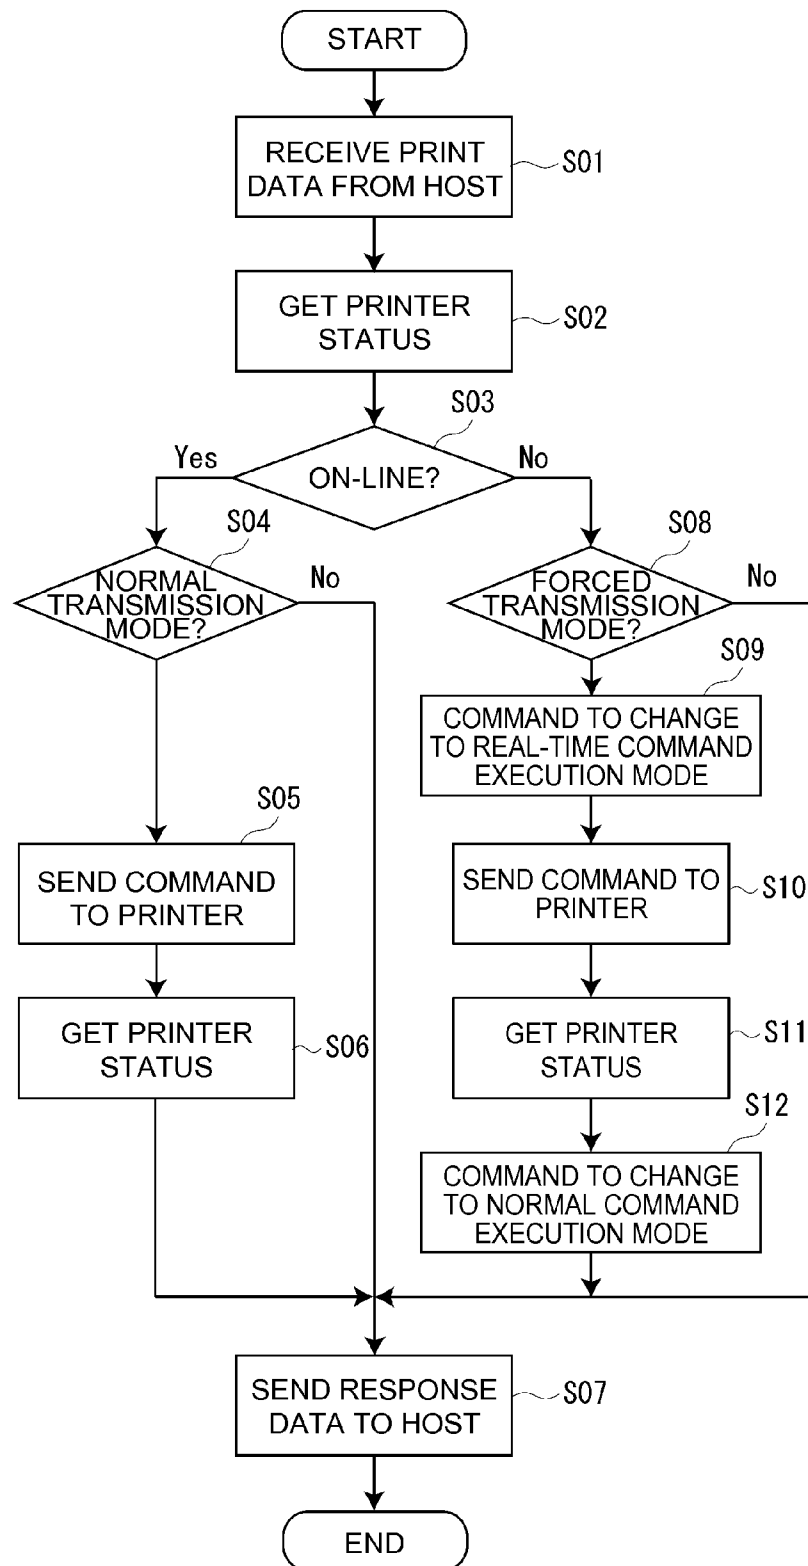 START
RECEIVE PRINT
DATA FROM HOST
S01
GET PRINTER
STATUS
S02
S03
Yes
ON-LINE?
No
S04
NORMAL
TRANSMISSION
MODE?
No
S08
FORCED
TRANSMISSION
MODE?
No
S09
COMMAND TO CHANGE
TO REAL-TIME COMMAND
EXECUTION MODE
S05
SEND COMMAND
TO PRINTER
SEND COMMAND TO
PRINTER
S10
GET PRINTER
STATUS
S06
GET PRINTER
STATUS
S11
S12
COMMAND TO CHANGE
TO NORMAL COMMAND
EXECUTION MODE
SEND RESPONSE
DATA TO HOST
S07
END